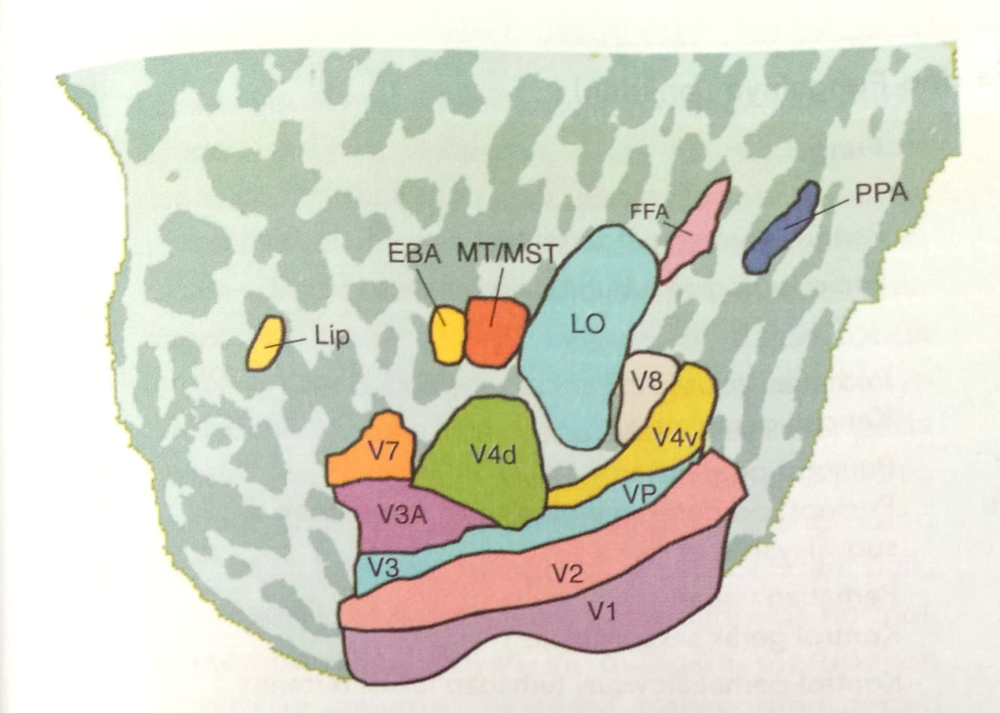 PPA
FFA
EBA MT/MST
LO
Lip
V8
V4v
V7
V4d
VP
V3A
V3
V2
V1